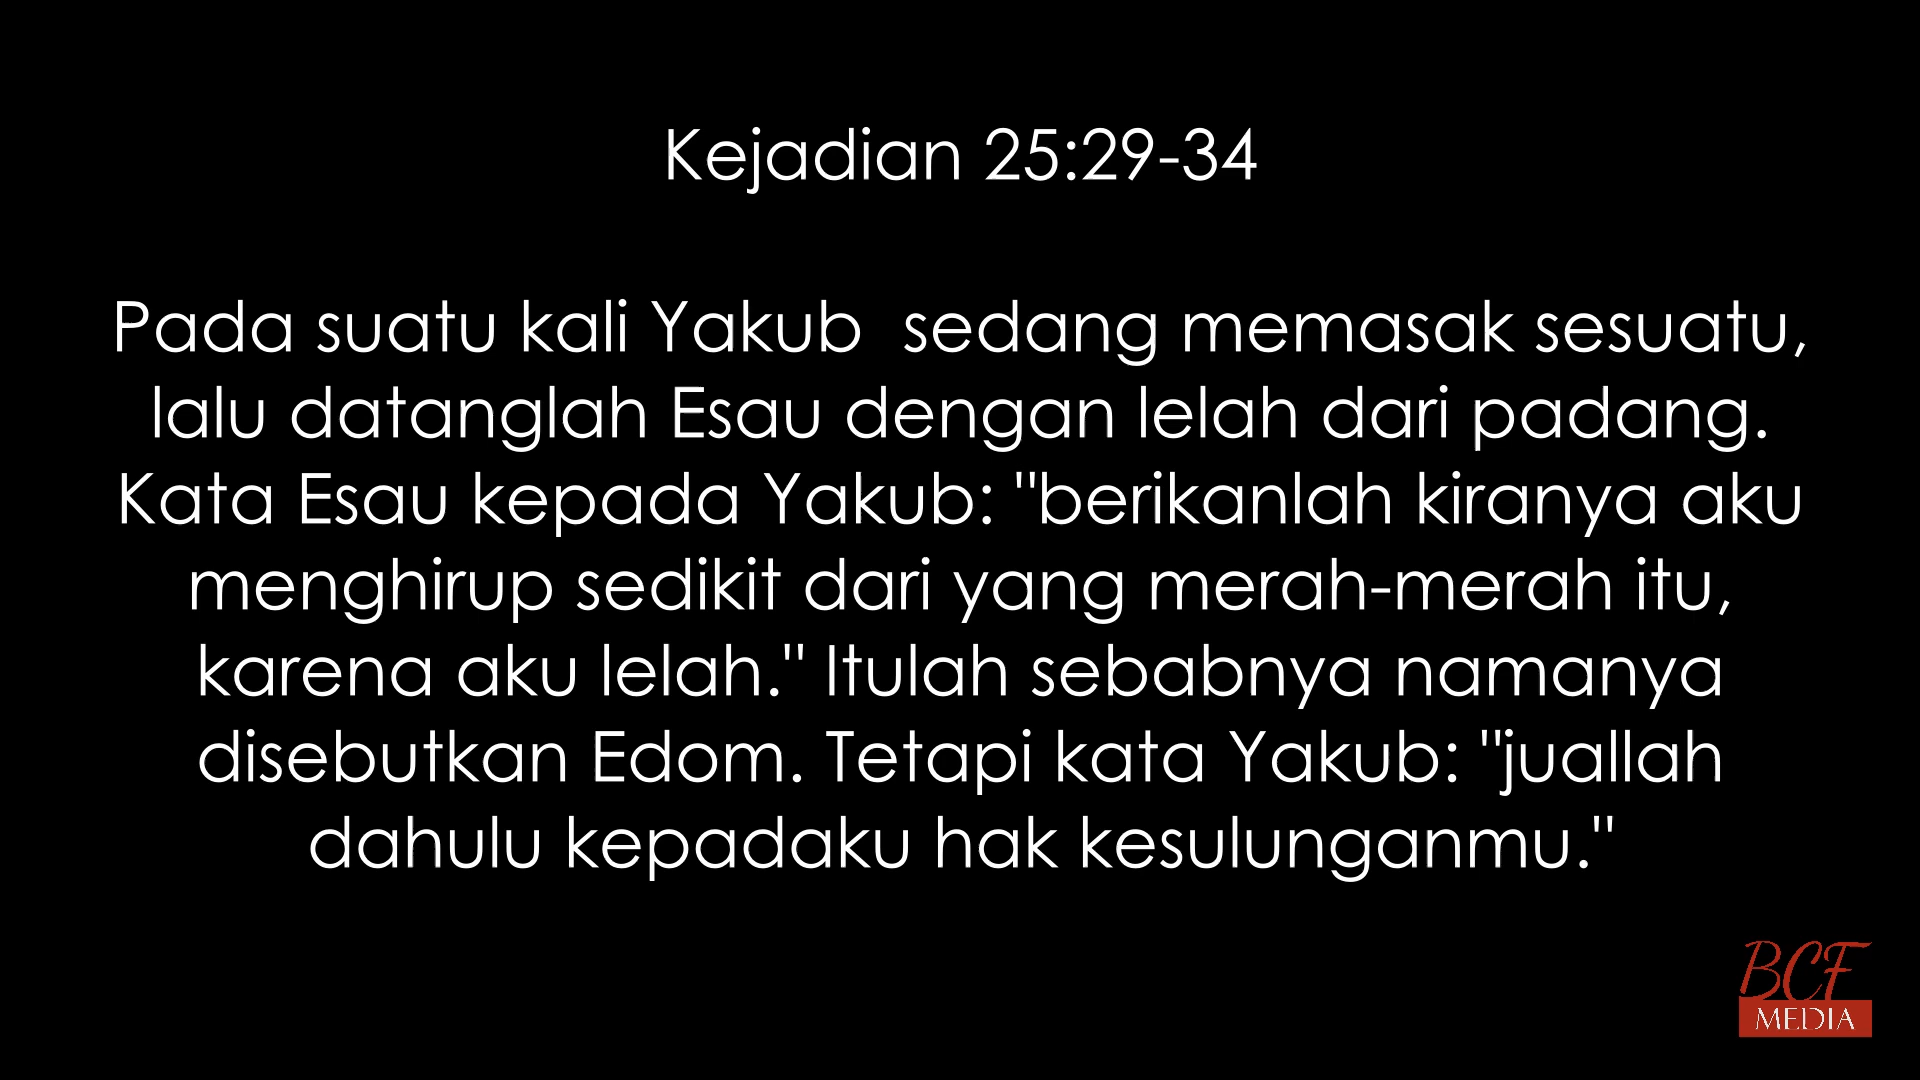 Kejadian 25:29-34
Pada suatu kali Yakub  sedang memasak sesuatu,
lalu datanglah Esau dengan lelah dari padang.
Kata Esau kepada Yakub: "berikanlah kiranya aku
menghirup sedikit dari yang merah-merah itu,
karena aku lelah." Itulah sebabnya namanya
disebutkan Edom. Tetapi kata Yakub: "juallah
dahulu kepadaku hak kesulunganmu."
BCF
MEDIA